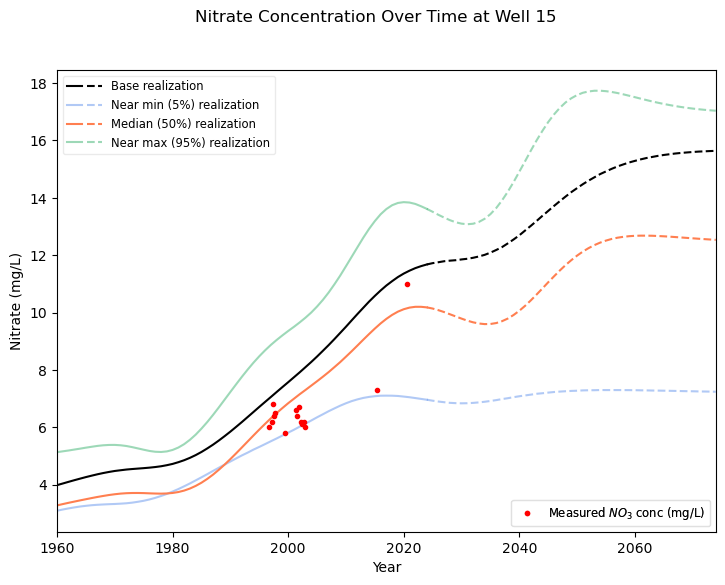 Nitrate Concentration Over Time at Well 15
Nitrate (mg/L)
18
16
14
12
10
8
6
4
Base realization
Near min (5%) realization
Median (50%) realization
Near max (95%) realization
Measured NO₃ conc (mg/L)
1960 1980 2000 2020 2040 2060
Year